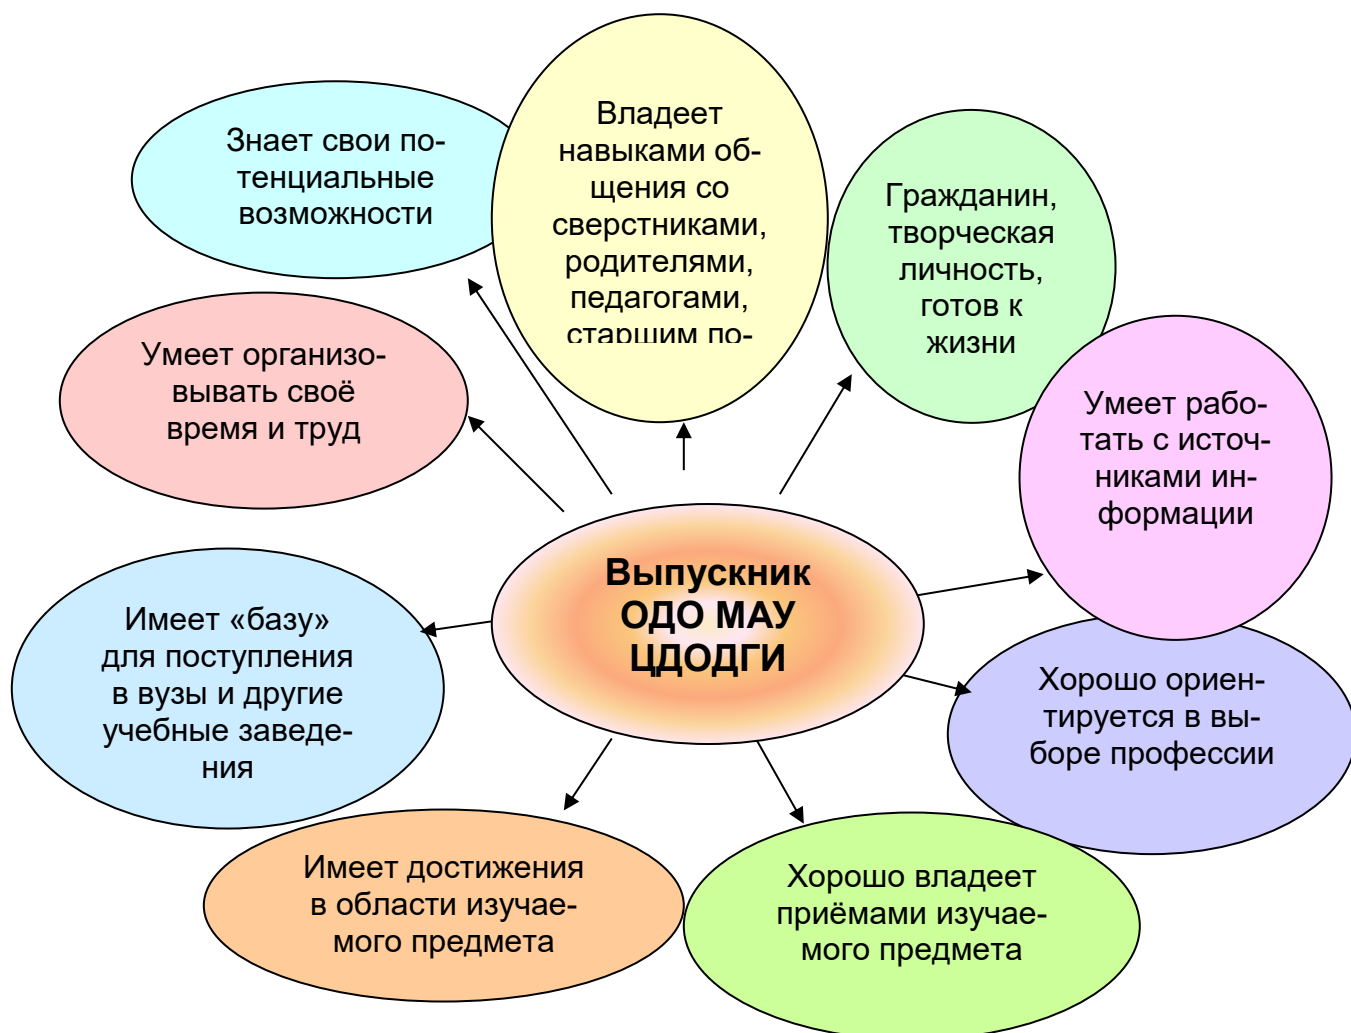 Знает свои по-
тенциальные
возможности
Владеет
навыками об-
щения со
сверстниками,
родителями,
педагогами,
старшим по-
Гражданин,
творческая
личность,
готов к
жизни
Умеет организо-
вывать своё
время и труд
Умеет рабо-
тать с источ-
никами ин-
формации
Выпускник
ОДО МАУ
ЦДОДГИ
Имеет «базу»
для поступления
в вузы и другие
учебные заведе-
ния
Хорошо ориен-
тируется в вы-
боре профессии
Имеет достижения
в области изучае-
мого предмета
Хорошо владеет
приёмами изучае-
мого предмета